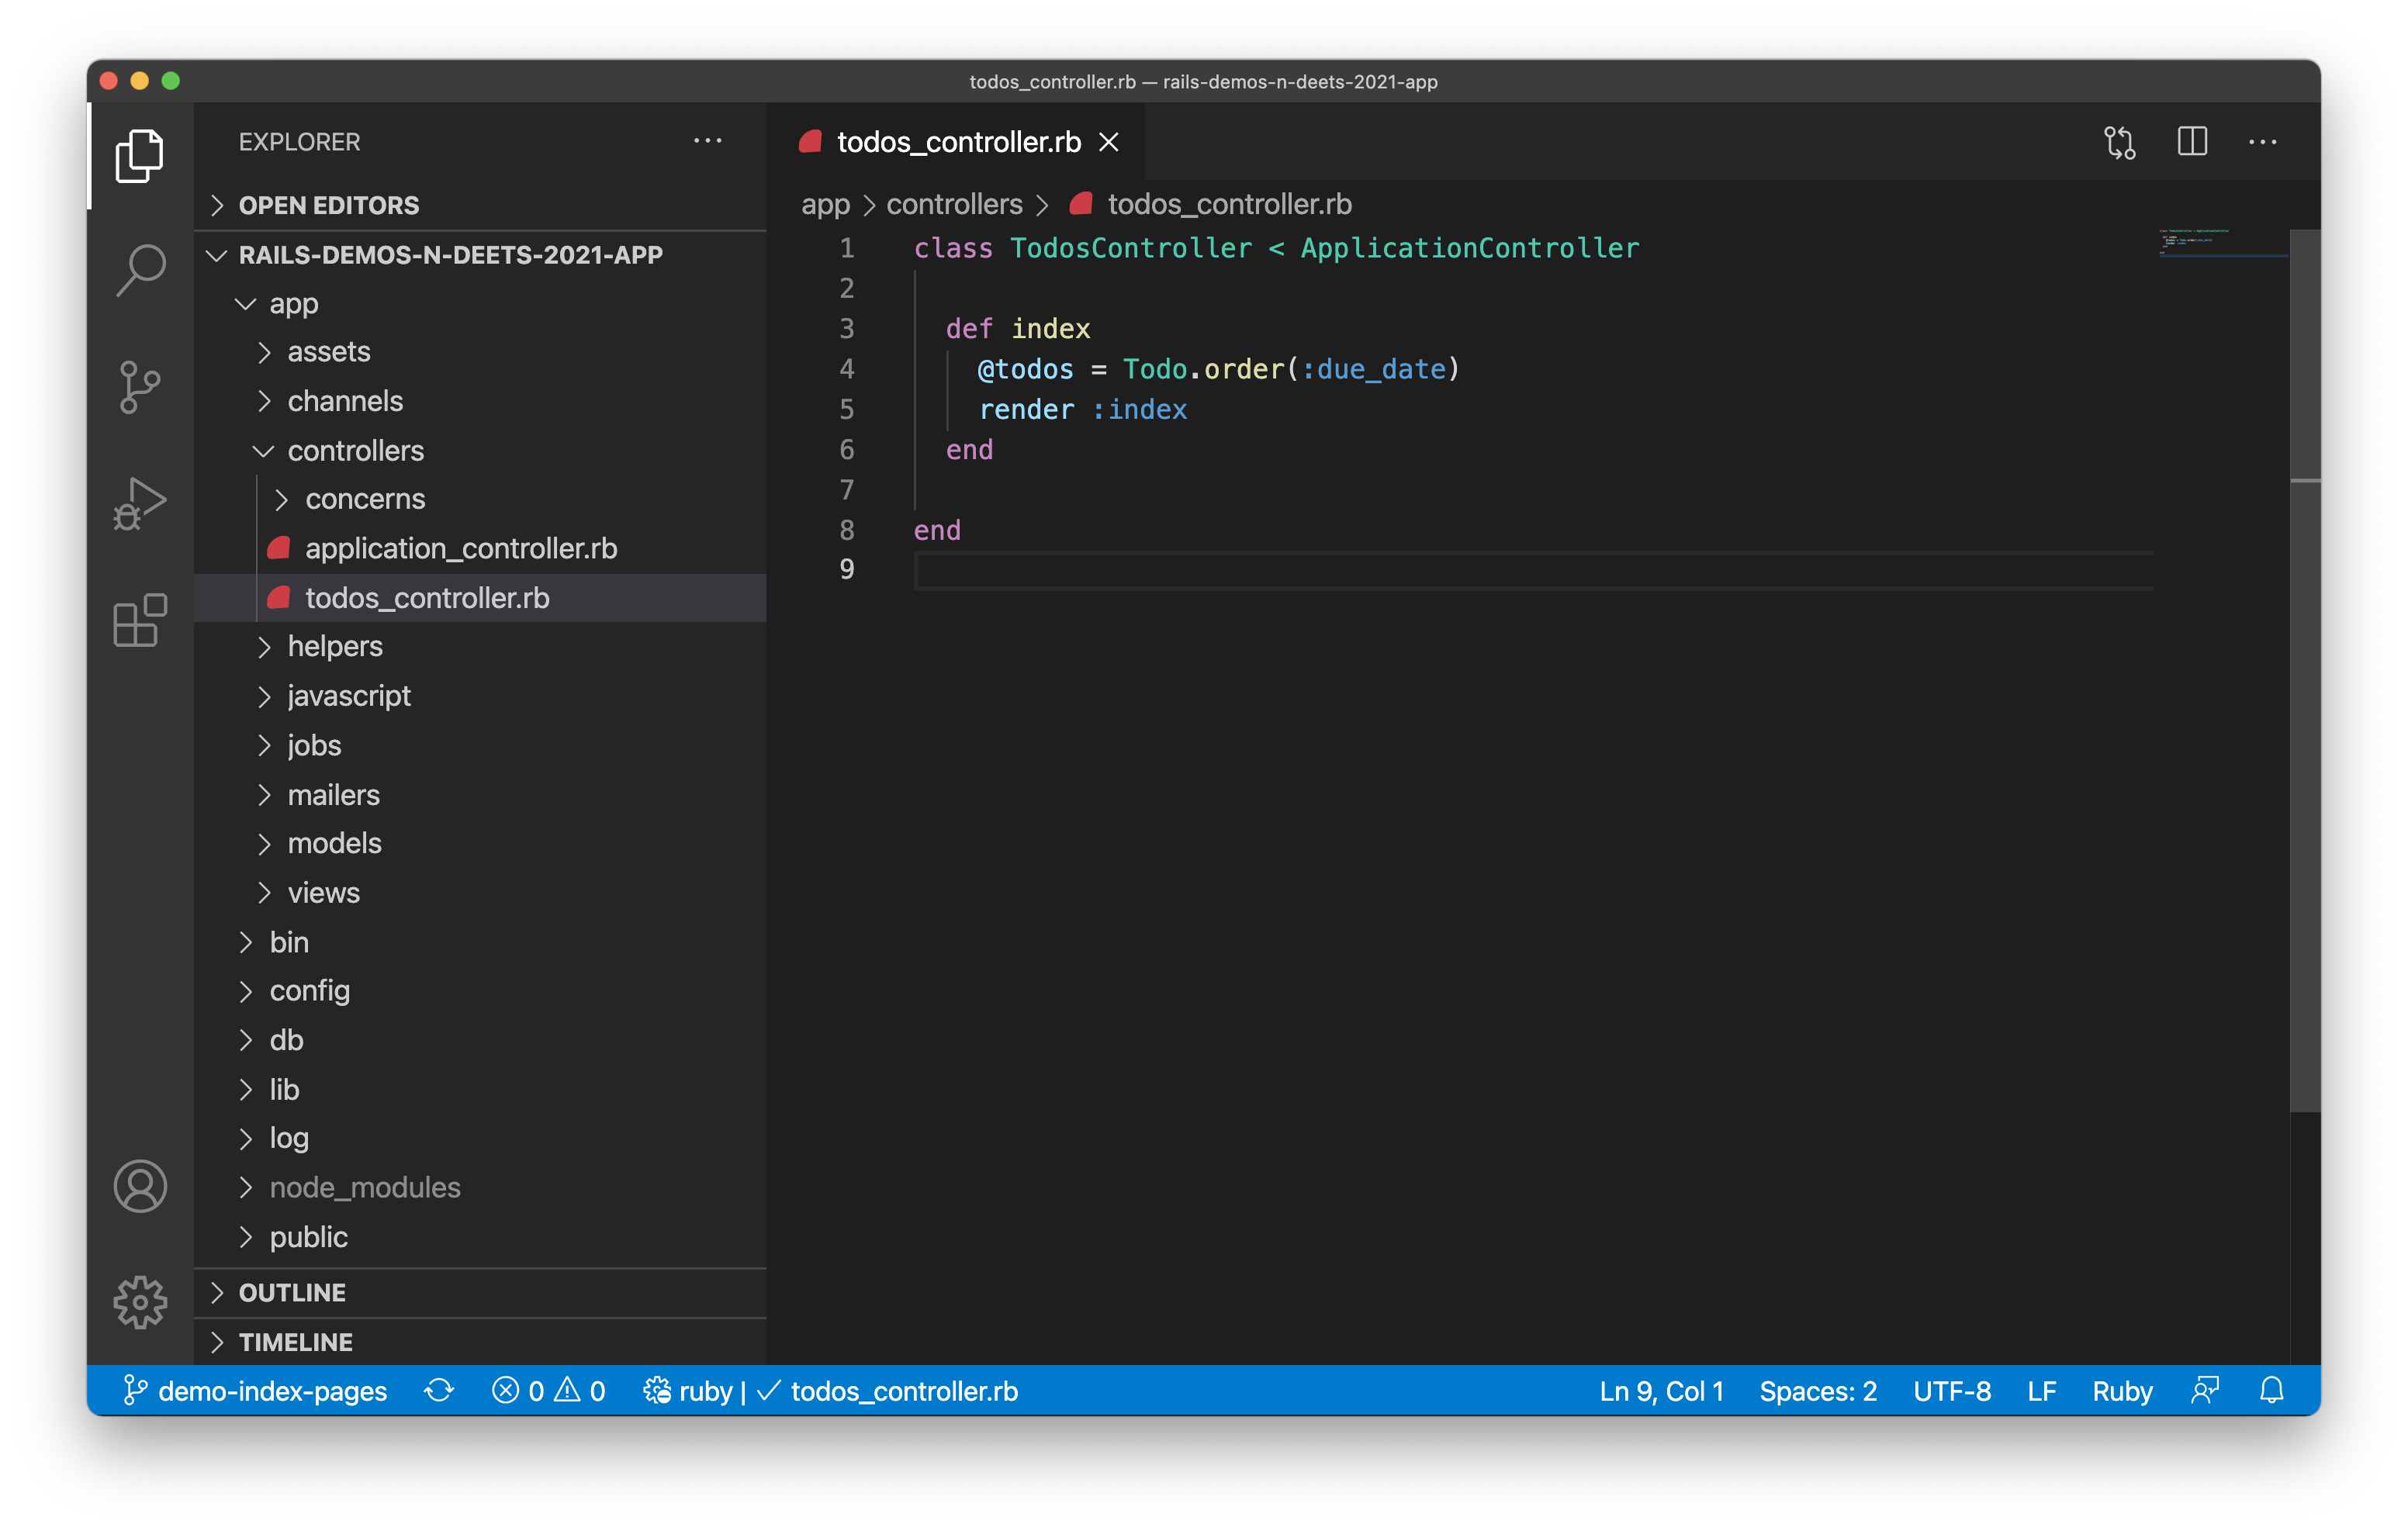 todos_controller.rb — rails-demos-n-deets-2021-app
EXPLORER
OPEN EDITORS
RAILS-DEMOS-N-DEETS-2021-APP
app
assets
channels
controllers
concerns
application_controller.rb
todos_controller.rb
helpers
javascript
jobs
mailers
models
views
bin
config
db
lib
log
node_modules
public
OUTLINE
TIMELINE
todos_controller.rb
app > controllers > todos_controller.rb
1 class TodosController < ApplicationController
2
3   def index
4     @todos = Todo.order(:due_date)
5     render :index
6   end
7
8 end
9
demo-index-pages 0 0 ruby | ✓ todos_controller.rb Ln 9, Col 1 Spaces: 2 UTF-8 LF Ruby